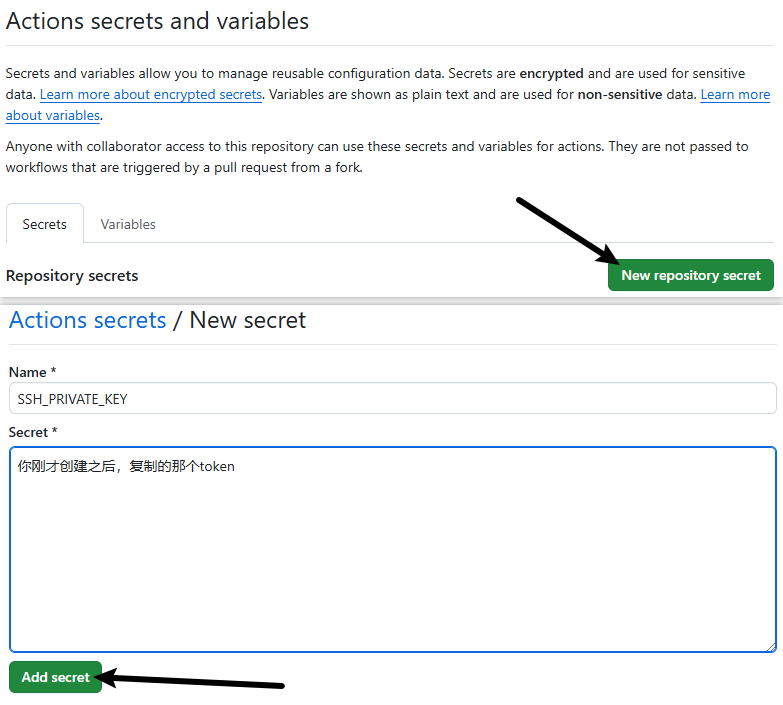 Actions secrets and variables
Secrets and variables allow you to manage reusable configuration data. Secrets are encrypted and are used for sensitive
data. Learn more about encrypted secrets. Variables are shown as plain text and are used for non-sensitive data. Learn more
about variables.
Anyone with collaborator access to this repository can use these secrets and variables for actions. They are not passed to
workflows that are triggered by a pull request from a fork.
Secrets Variables
Repository secrets New repository secret
Actions secrets / New secret
Name *
SSH_PRIVATE_KEY
Secret *
你刚才创建之后，复制的那个token
Add secret